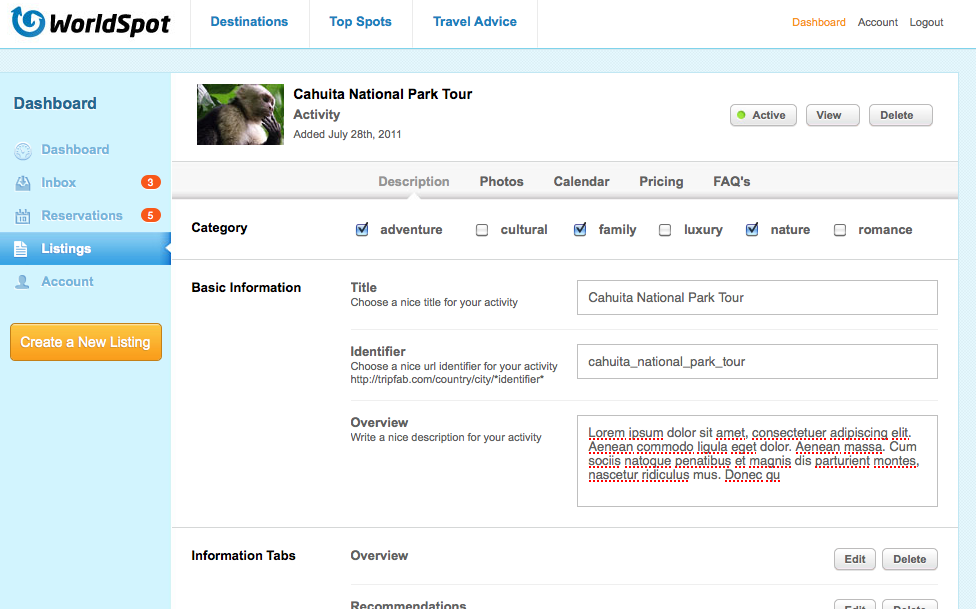 WorldSpot
Destinations
Top Spots
Travel Advice
Dashboard
Account
Logout
Dashboard
Dashboard
Inbox
3
Reservations
5
Listings
Account
Create a New Listing
Cahuita National Park Tour
Activity
Added July 28th, 2011
Active
View
Delete
Description
Photos
Calendar
Pricing
FAQ's
Category
adventure
cultural
family
luxury
nature
romance
Basic Information
Title
Choose a nice title for your activity
Cahuita National Park Tour
Identifier
Choose a nice url identifier for your activity
http://tripfab.com/country/city/*identifier*
cahuita_national_park_tour
Overview
Write a nice description for your activity
Lorem ipsum dolor sit amet, consectetuer adipiscing elit.
Aenean commodo ligula eget dolor. Aenean massa. Cum
sociis natoque penatibus et magnis dis parturient montes,
nascetur ridiculus mus. Donec qu
Information Tabs
Overview
Edit
Delete
Recommendations
Edit
Delete